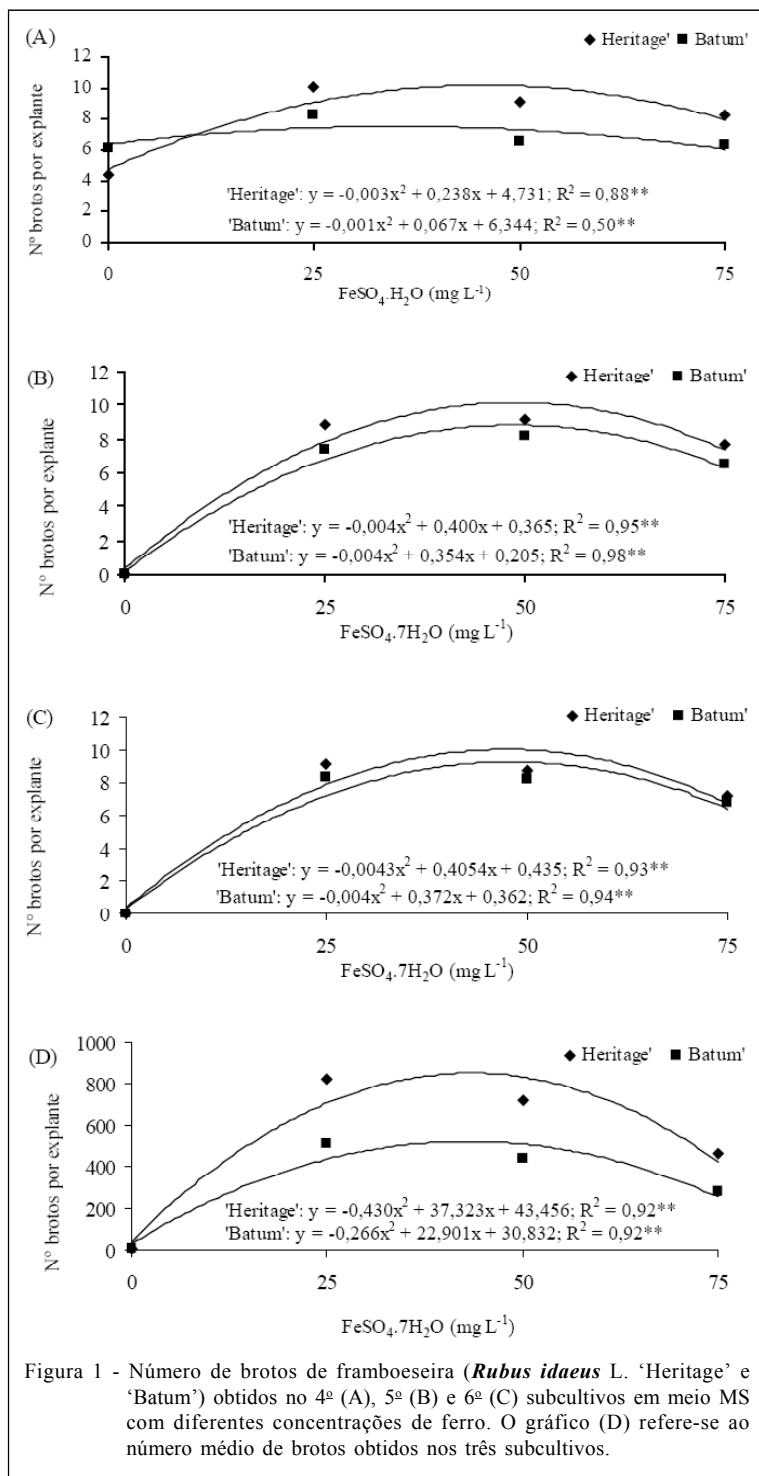 (A)
◆ Heritage' ■ Batum'
Nº brotos por explante
12
10
8
6
4
2
0
'Heritage': y = -0,003x² + 0,238x + 4,731; R² = 0,88**
'Batum': y = -0,001x² + 0,067x + 6,344; R² = 0,50**
0 25 50 75
FeSO₄.H₂O (mg L⁻¹)
(B)
◆ Heritage' ■ Batum'
Nº brotos por explante
12
10
8
6
4
2
0
'Heritage': y = -0,004x² + 0,400x + 0,365; R² = 0,95**
'Batum': y = -0,004x² + 0,354x + 0,205; R² = 0,98**
0 25 50 75
FeSO₄.7H₂O (mg L⁻¹)
(C)
◆ Heritage' ■ Batum'
Nº brotos por explante
12
10
8
6
4
2
0
'Heritage': y = -0,0043x² + 0,4054x + 0,435; R² = 0,93**
'Batum': y = -0,004x² + 0,372x + 0,362; R² = 0,94**
0 25 50 75
FeSO₄.7H₂O (mg L⁻¹)
(D)
◆ Heritage' ■ Batum'
Nº brotos por explante
1000
800
600
400
200
0
'Heritage': y = -0,430x² + 37,323x + 43,456; R² = 0,92**
'Batum': y = -0,266x² + 22,901x + 30,832; R² = 0,92**
0 25 50 75
FeSO₄.7H₂O (mg L⁻¹)
Figura 1 - Número de brotos de framboeseira (Rubus idaeus L. ‘Heritage’ e
‘Batum’) obtidos no 4º (A), 5º (B) e 6º (C) subcultivos em meio MS
com diferentes concentrações de ferro. O gráfico (D) refere-se ao
número médio de brotos obtidos nos três subcultivos.